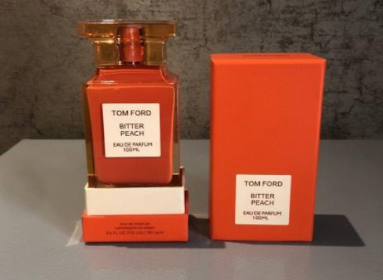 TOM FORD
BITTER
PEACH
EAU DE PARFUM
100ML
TOM FORD
BITTER
PEACH
EAU DE PARFUM
100ML